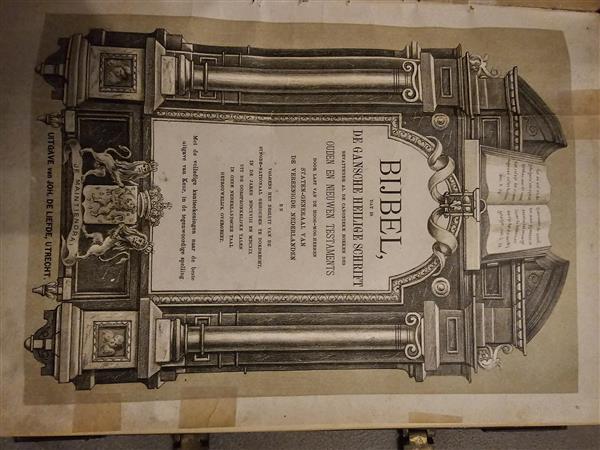 BIJBEL,
DAT IS
DE GANSCHE HEILIGE SCHRIFT
BEVATTENDE AL DE CANONIEKE BOEKEN DES
OUDEN EN NIEUWEN TESTAMENTS
DOOR LAST VAN DE HOOG-MOG. HEEREN
STATEN-GENERAAL VAN
DE VEREENIGDE NEDERLANDEN
EN
VOLGENS HET BESLUIT VAN DE
SYNODE-NATIONAAL GEHOUDEN TE DORDRECHT,
IN DE JAREN MDCXVIII EN MDCXIX
UIT DE OORSPRONKELIJKE TALEN
IN ONZE NEDERLANDSCHE TAAL
GETROUWELIJK OVERGEZET.
Met de volledige kantteekeningen naar de beste
uitgave van Keur, in de tegenwoordige spelling
JE MAINTIENDRAI
UITGAVE van JOH. DE LIEFDE, UTRECHT.